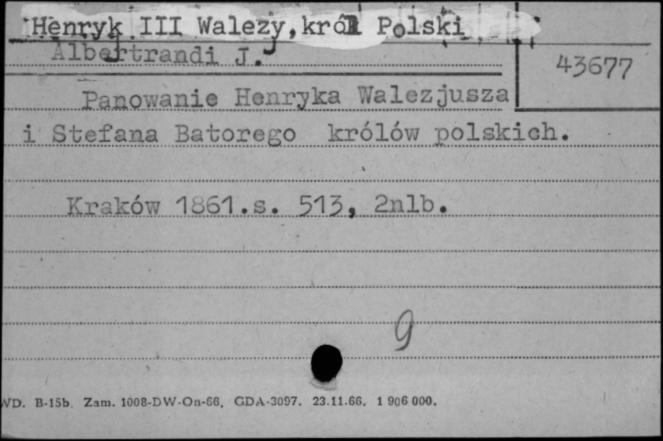 Henryk III Walezy, król Polski
Albertrandi J.
43677
Panowanie Henryka Walezjusza
i Stefana Batorego królów polskich.
Kraków 1861.s. 513, 2nlb.
9
WD. B-15b. Zam. 1008-DW-On-66. GDA-3097. 23.11.66. 1 906 000.